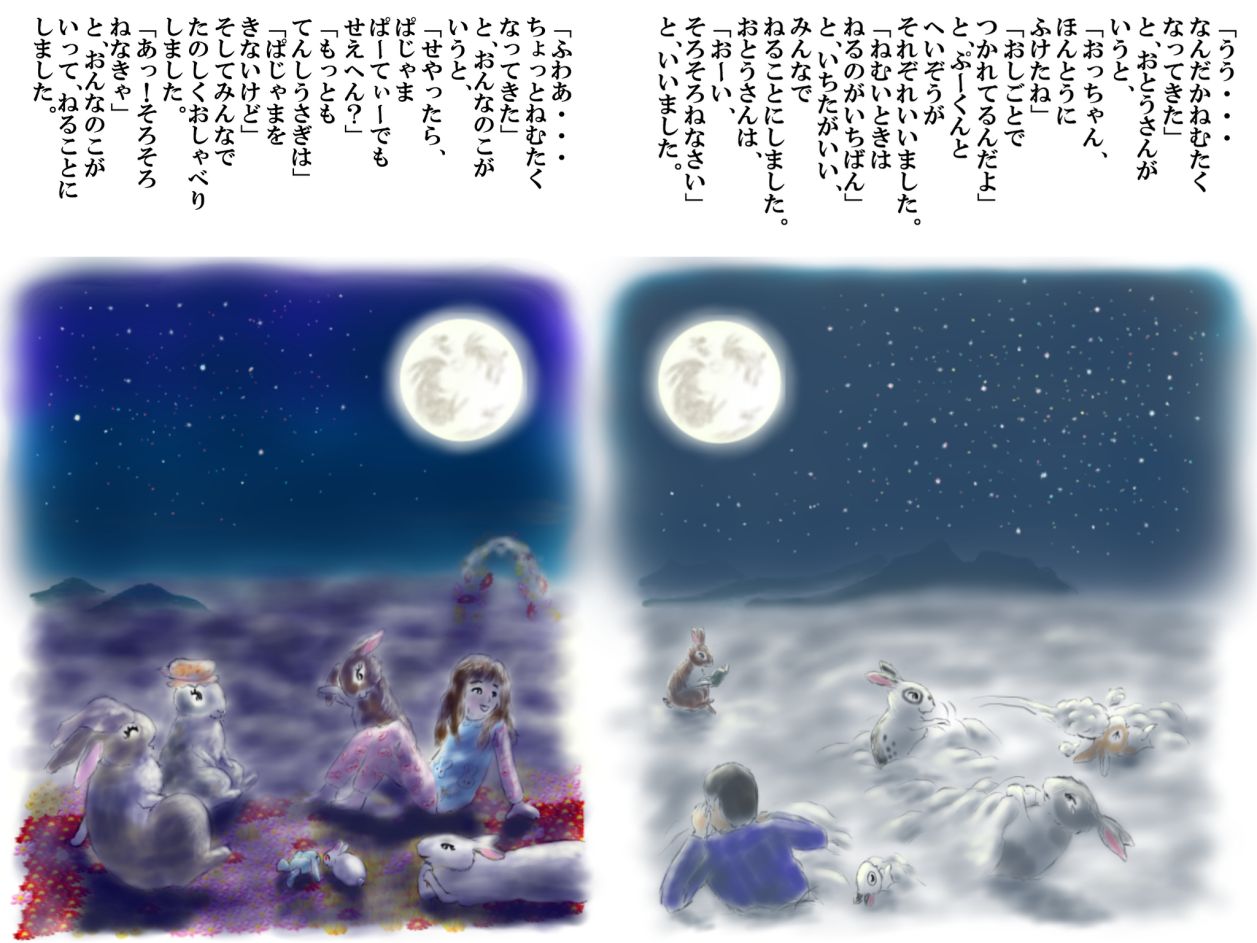 「うう・・・
なんだかねむたく
なってきた」
と、おとうさんが
いうと、
「おっちゃん、
ほんとうに
ふけたね」
「おしごとで
つかれてるんだよ」
と、ぷーくんと
へいぞうが
それぞれいいました。
「ねむいときは
ねるのがいちばん」
と、いちたがいい、
みんなで
ねることにしました。
おとうさんは、
「おーい、
そろそろねなさい」
と、いいました。
「ふわあ・・・
ちょっとねむたく
なってきた」
と、おんなのこが
いうと、
「せやったら、
ぱじゃま
ぱーてぃーでも
せえへん？」
「もっとも
てんしうさぎは」
「ぱじゃまを
きないけど」
そしてみんなで
たのしくおしゃべり
しました。
「あっ！そろそろ
ねなきゃ」
と、おんなのこが
いって、ねることに
しました。